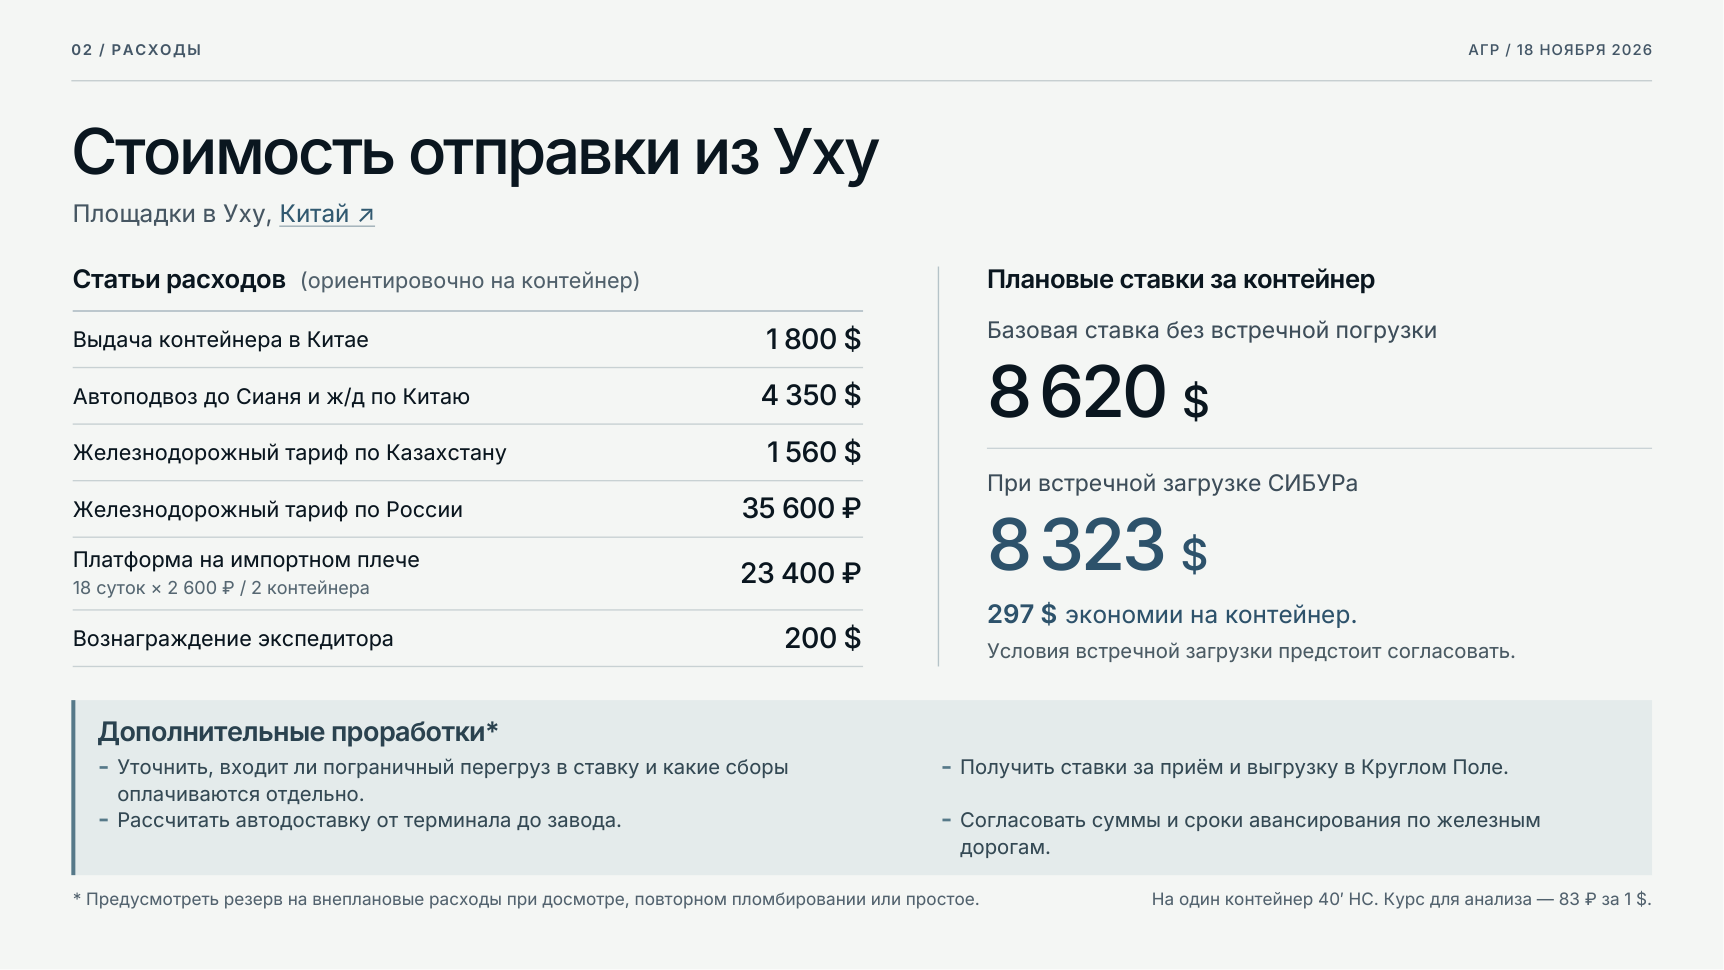 02 / РАСХОДЫ
АГР / 18 НОЯБРЯ 2026
Стоимость отправки из Уху
Площадки в Уху, Китай ↗
Статьи расходов (ориентировочно на контейнер)
Выдача контейнера в Китае 1 800 $
Автоподвоз до Сианя и ж/д по Китаю 4 350 $
Железнодорожный тариф по Казахстану 1 560 $
Железнодорожный тариф по России 35 600 ₽
Платформа на импортном плече 23 400 ₽
18 суток × 2 600 ₽ / 2 контейнера
Вознаграждение экспедитора 200 $
Плановые ставки за контейнер
Базовая ставка без встречной погрузки
8 620 $
При встречной загрузке СИБУРа
8 323 $
297 $ экономии на контейнер.
Условия встречной загрузки предстоит согласовать.
Дополнительные проработки*
– Уточнить, входит ли пограничный перегруз в ставку и какие сборы
оплачиваются отдельно.
– Рассчитать автодоставку от терминала до завода.
– Получить ставки за приём и выгрузку в Круглом Поле.
– Согласовать суммы и сроки авансирования по железным
дорогам.
* Предусмотреть резерв на внеплановые расходы при досмотре, повторном пломбировании или простое.
На один контейнер 40′ HC. Курс для анализа — 83 ₽ за 1 $.